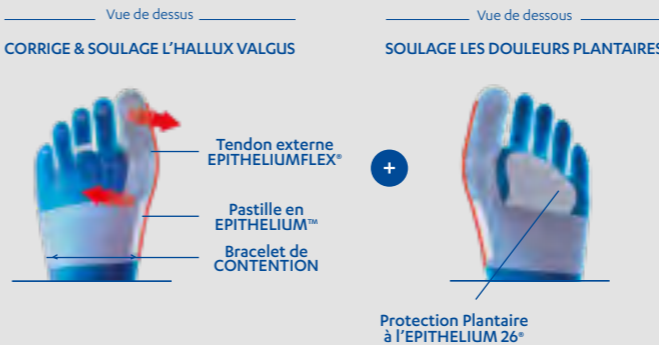 Vue de dessus
CORRIGE & SOULAGE L'HALLUX VALGUS
Tendon externe
EPITHELIUMFLEX®
Pastille en
EPITHELIUM™
Bracelet de
CONTENTION
+
Vue de dessous
SOULAGE LES DOULEURS PLANTAIRES
Protection Plantaire
à l'EPITHELIUM 26®